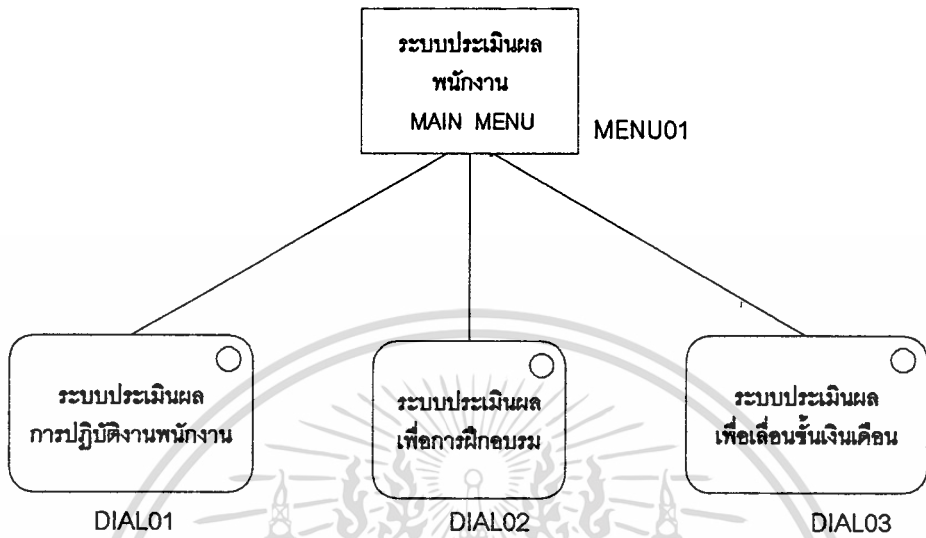 ระบบประเมินผล
พนักงาน
MAIN MENU
MENU01
ระบบประเมินผล
การปฏิบัติงานพนักงาน
DIAL01
ระบบประเมินผล
เพื่อการฝึกอบรม
DIAL02
ระบบประเมินผล
เพื่อเลื่อนขั้นเงินเดือน
DIAL03